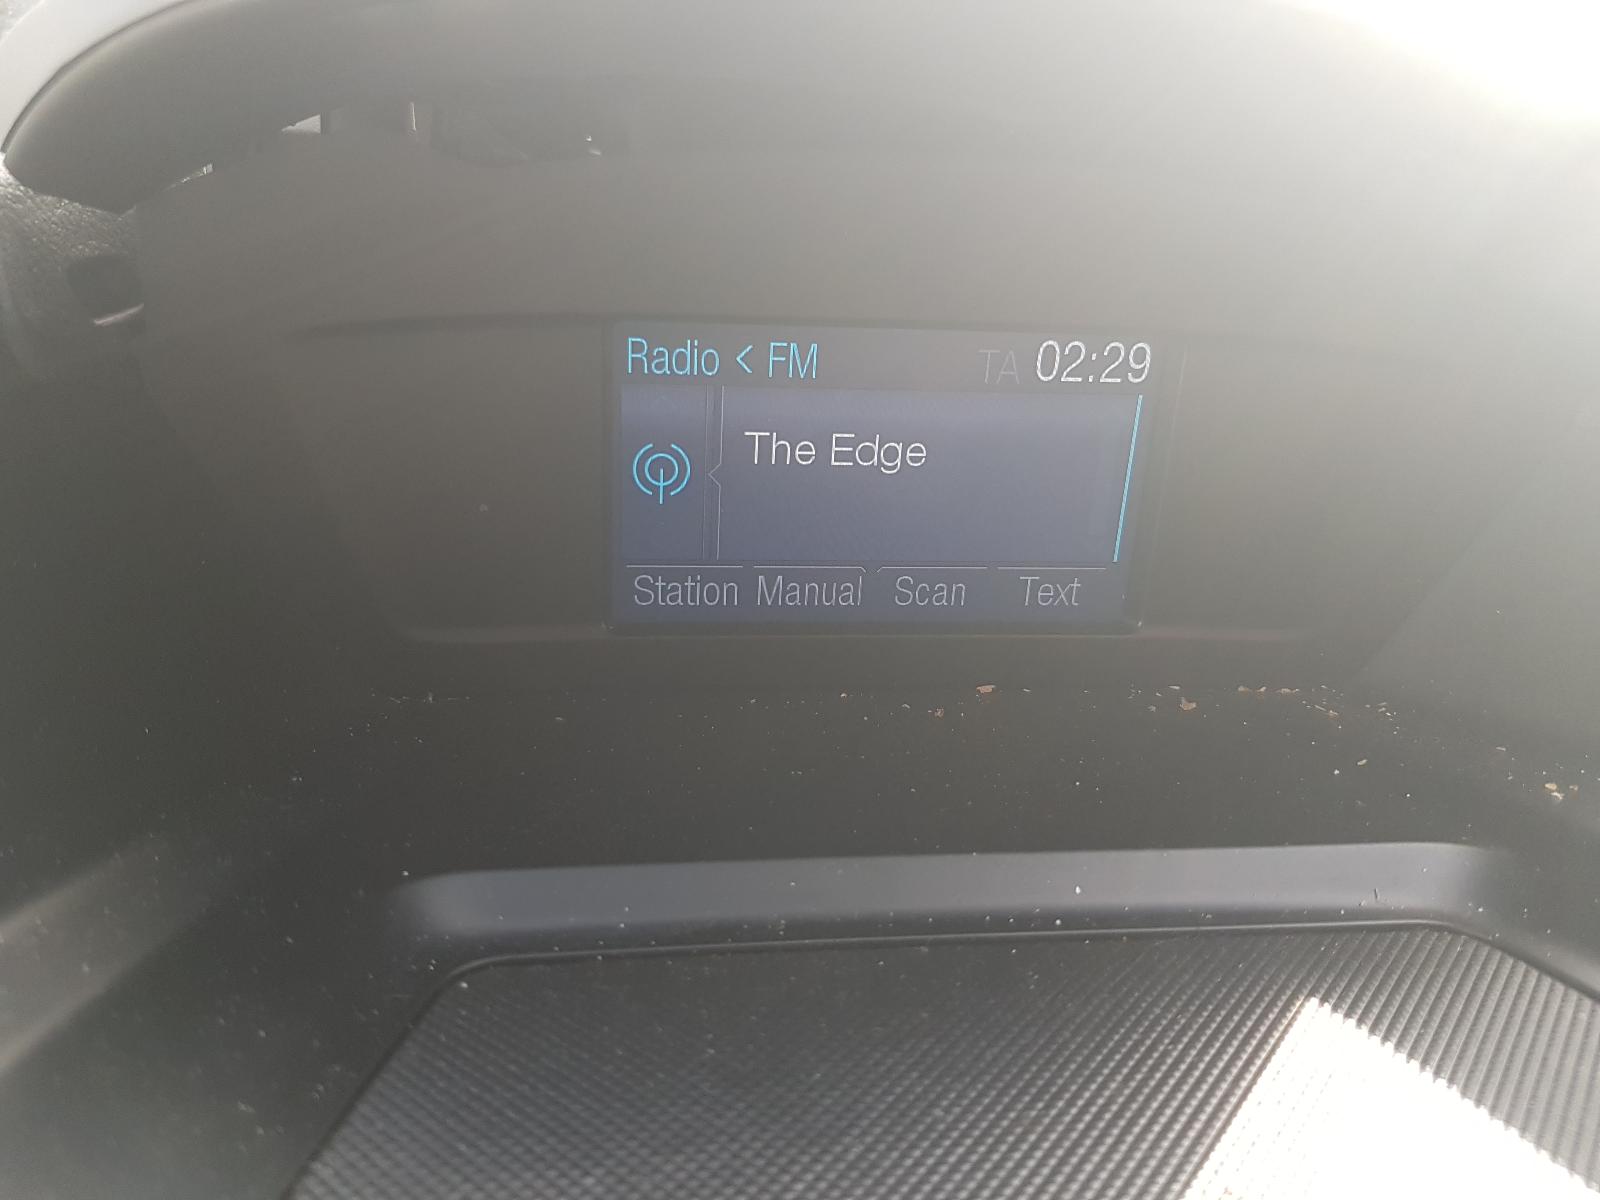 Radio < FM TA 02:29
The Edge
Station Manual Scan Text